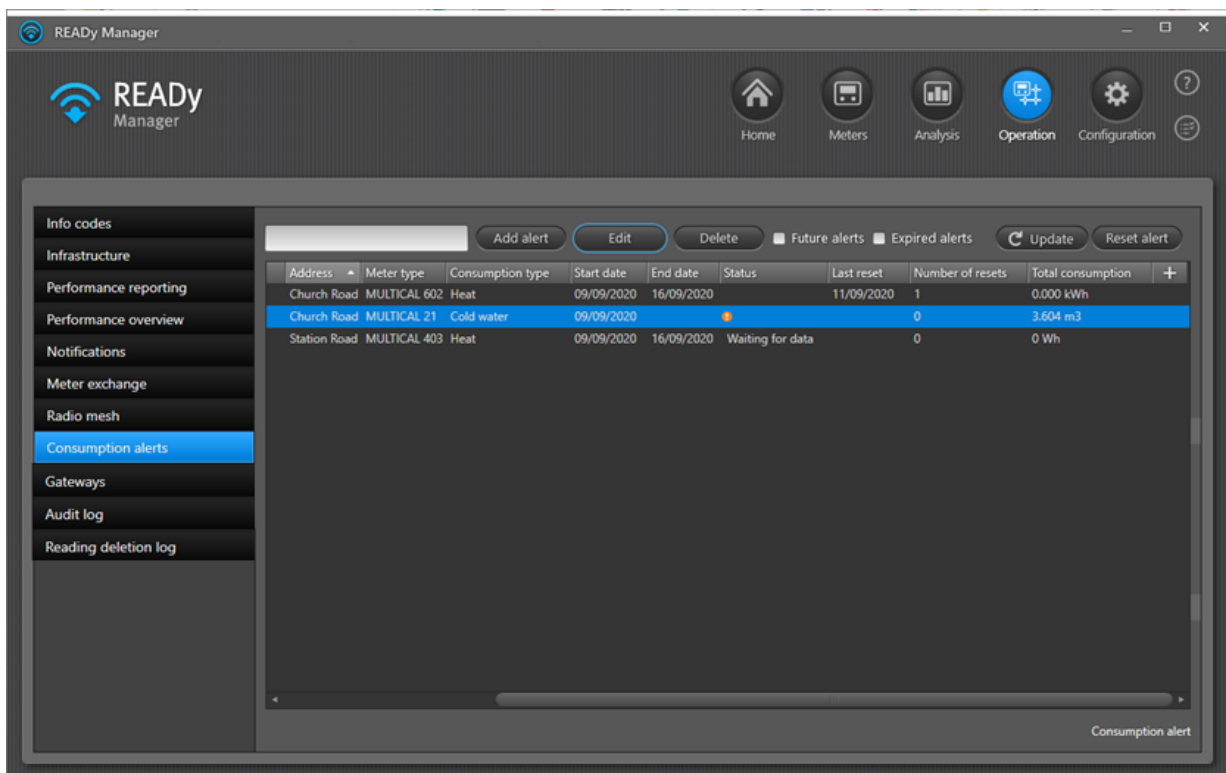 READy Manager
READy
Manager
?
Home Meters Analysis Operation Configuration
Info codes
Infrastructure
Performance reporting
Performance overview
Notifications
Meter exchange
Radio mesh
Consumption alerts
Gateways
Audit log
Reading deletion log
Add alert Edit Delete Future alerts Expired alerts Update Reset alert
Address Meter type Consumption type Start date End date Status Last reset Number of resets Total consumption +
Church Road MULTICAL 602 Heat 09/09/2020 16/09/2020 11/09/2020 1 0.000 kWh
Church Road MULTICAL 21 Cold water 09/09/2020 ! 0 3.604 m3
Station Road MULTICAL 403 Heat 09/09/2020 16/09/2020 Waiting for data 0 0 Wh
Consumption alert